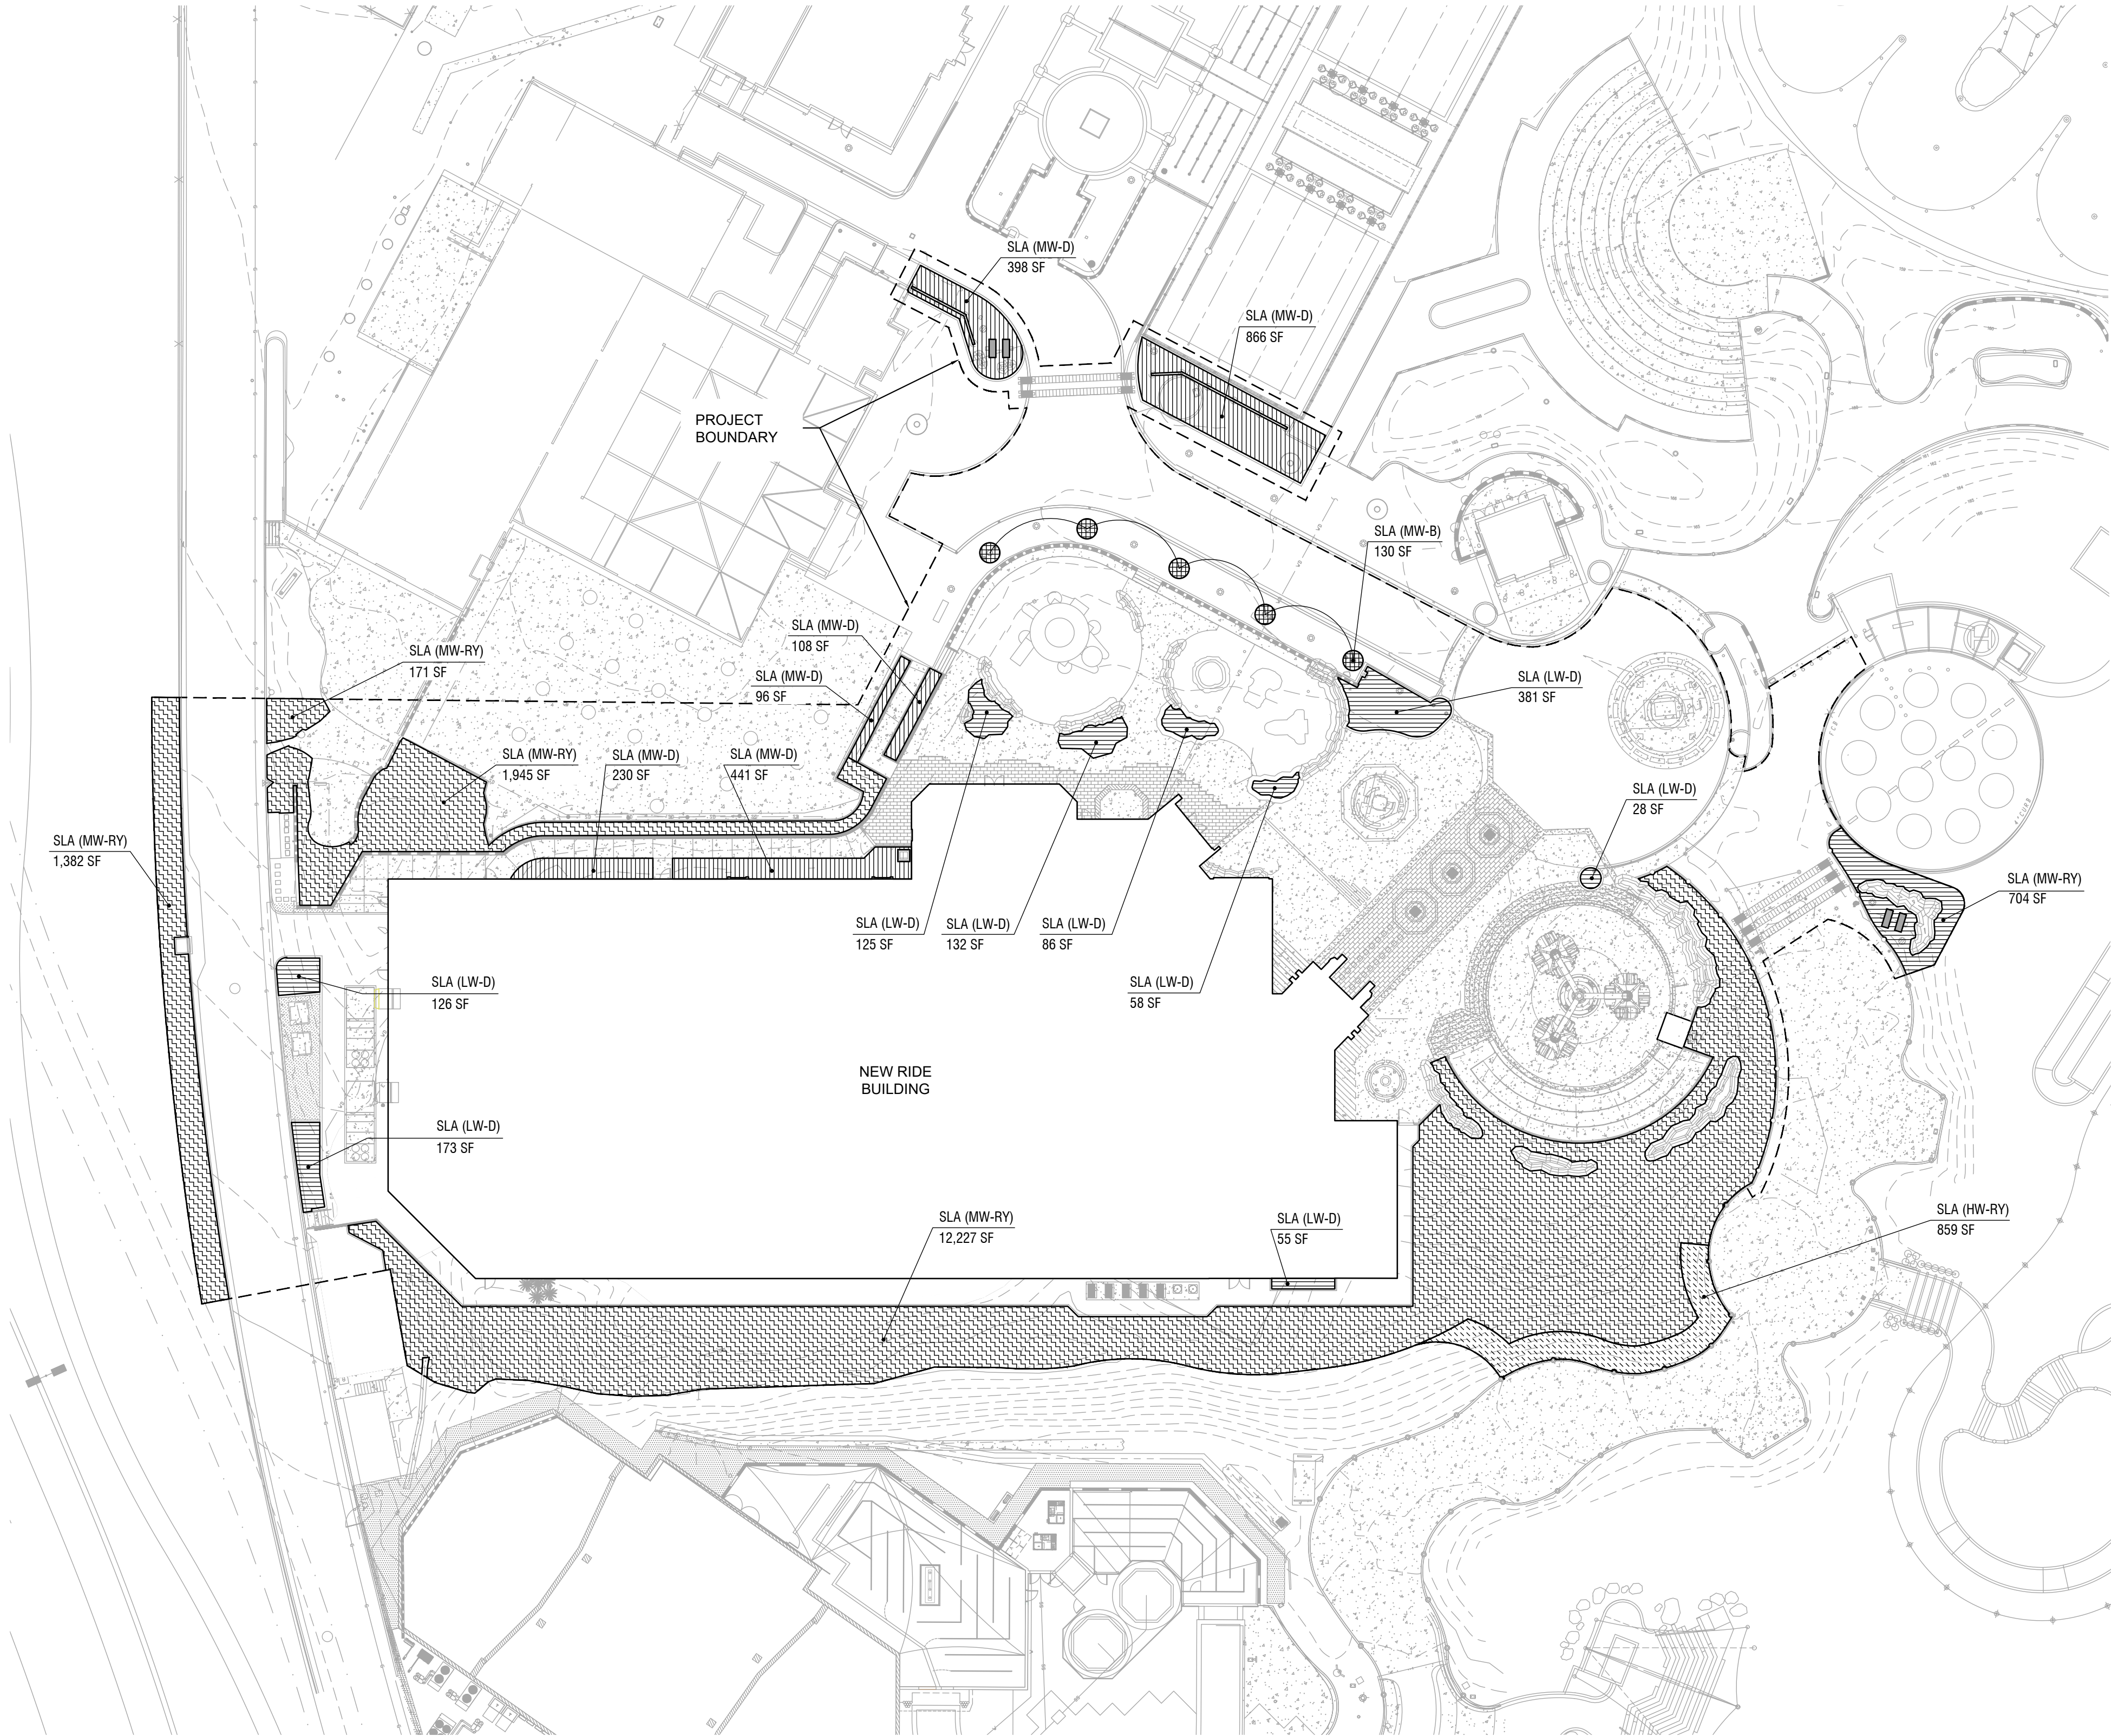 SLA (MW-D)
398 SF
SLA (MW-D)
866 SF
PROJECT
BOUNDARY
SLA (MW-B)
130 SF
SLA (MW-D)
108 SF
SLA (MW-RY)
171 SF
SLA (MW-D)
96 SF
SLA (LW-D)
381 SF
SLA (MW-RY)
1,945 SF
SLA (MW-D)
230 SF
SLA (MW-D)
441 SF
SLA (LW-D)
28 SF
SLA (MW-RY)
1,382 SF
SLA (MW-RY)
704 SF
SLA (LW-D)
125 SF
SLA (LW-D)
132 SF
SLA (LW-D)
86 SF
SLA (LW-D)
126 SF
SLA (LW-D)
58 SF
NEW RIDE
BUILDING
SLA (LW-D)
173 SF
SLA (MW-RY)
12,227 SF
SLA (LW-D)
55 SF
SLA (HW-RY)
859 SF